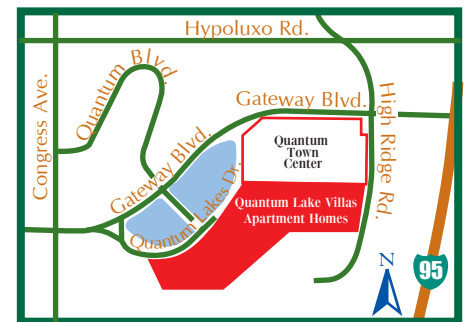 Hypoluxo Rd.
Quantum Blvd.
Congress Ave.
Gateway Blvd.
High Ridge Rd.
Quantum
Town
Center
Gateway Blvd.
Quantum Lakes Dr.
Quantum Lake Villas
Apartment Homes
N
95